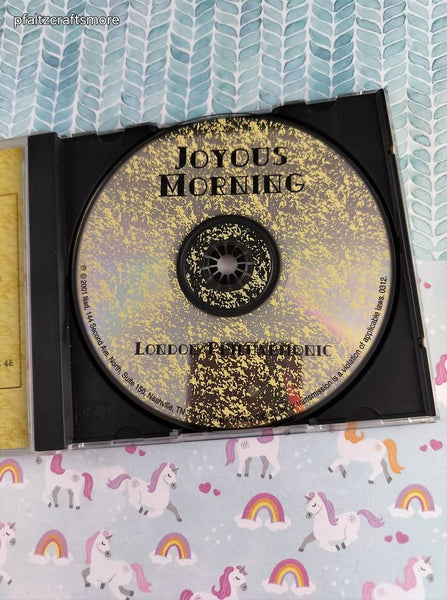 pfaltzcraftsmore
JOYOUS
MORNING
LONDON PHILHARMONIC
℗ © 2001 Madacy, 144 Second Ave. North, Suite 150, Nashville, TN
transmission is a violation of applicable laws. 0312.
48